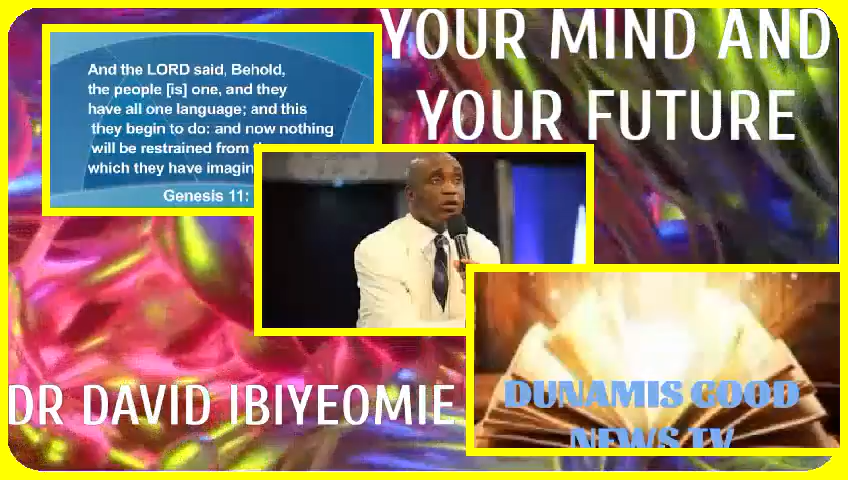 YOUR MIND AND
YOUR FUTURE
And the LORD said, Behold,
the people [is] one, and they
have all one language; and this
they begin to do: and now nothing
will be restrained from
which they have
Genesis 11:
DR DAVID IBIYEOMIE
DUNAMIS GOOD
NEWS TV